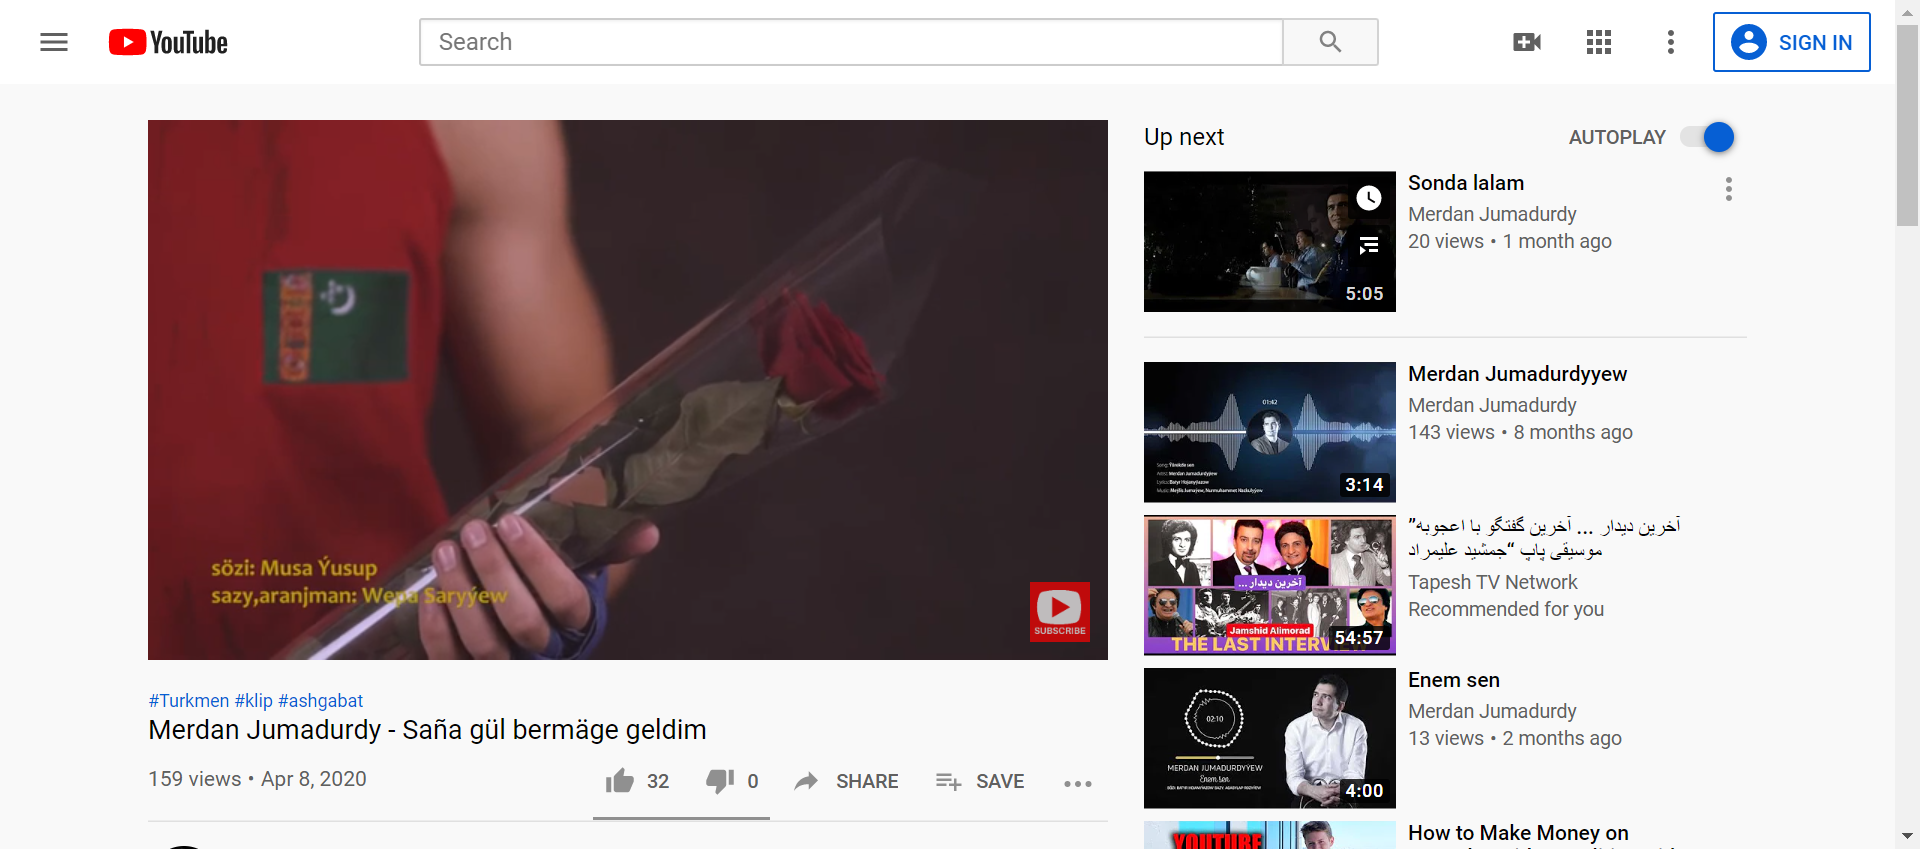 YouTube
Search
SIGN IN
sözi: Musa Ýusup
sazy,aranjman: Wepa Saryýew
SUBSCRIBE
#Turkmen #klip #ashgabat
Merdan Jumadurdy - Saña gül bermäge geldim
159 views • Apr 8, 2020
32
0
SHARE
SAVE
Up next
AUTOPLAY
5:05
Sonda lalam
Merdan Jumadurdy
20 views • 1 month ago
01:42
3:14
Merdan Jumadurdyyew
Merdan Jumadurdy
143 views • 8 months ago
آخرین دیدار ...
Jamshid Alimorad
THE LAST INTERVIEW
54:57
آخرین دیدار ... آخرین گفتگو با اعجوبه”
موسیقی پاپ “جمشید علیمراد
Tapesh TV Network
Recommended for you
02:10
MERDAN JUMADURDYYEW
Enem sen
4:00
Enem sen
Merdan Jumadurdy
13 views • 2 months ago
YOUTUBE
How to Make Money on